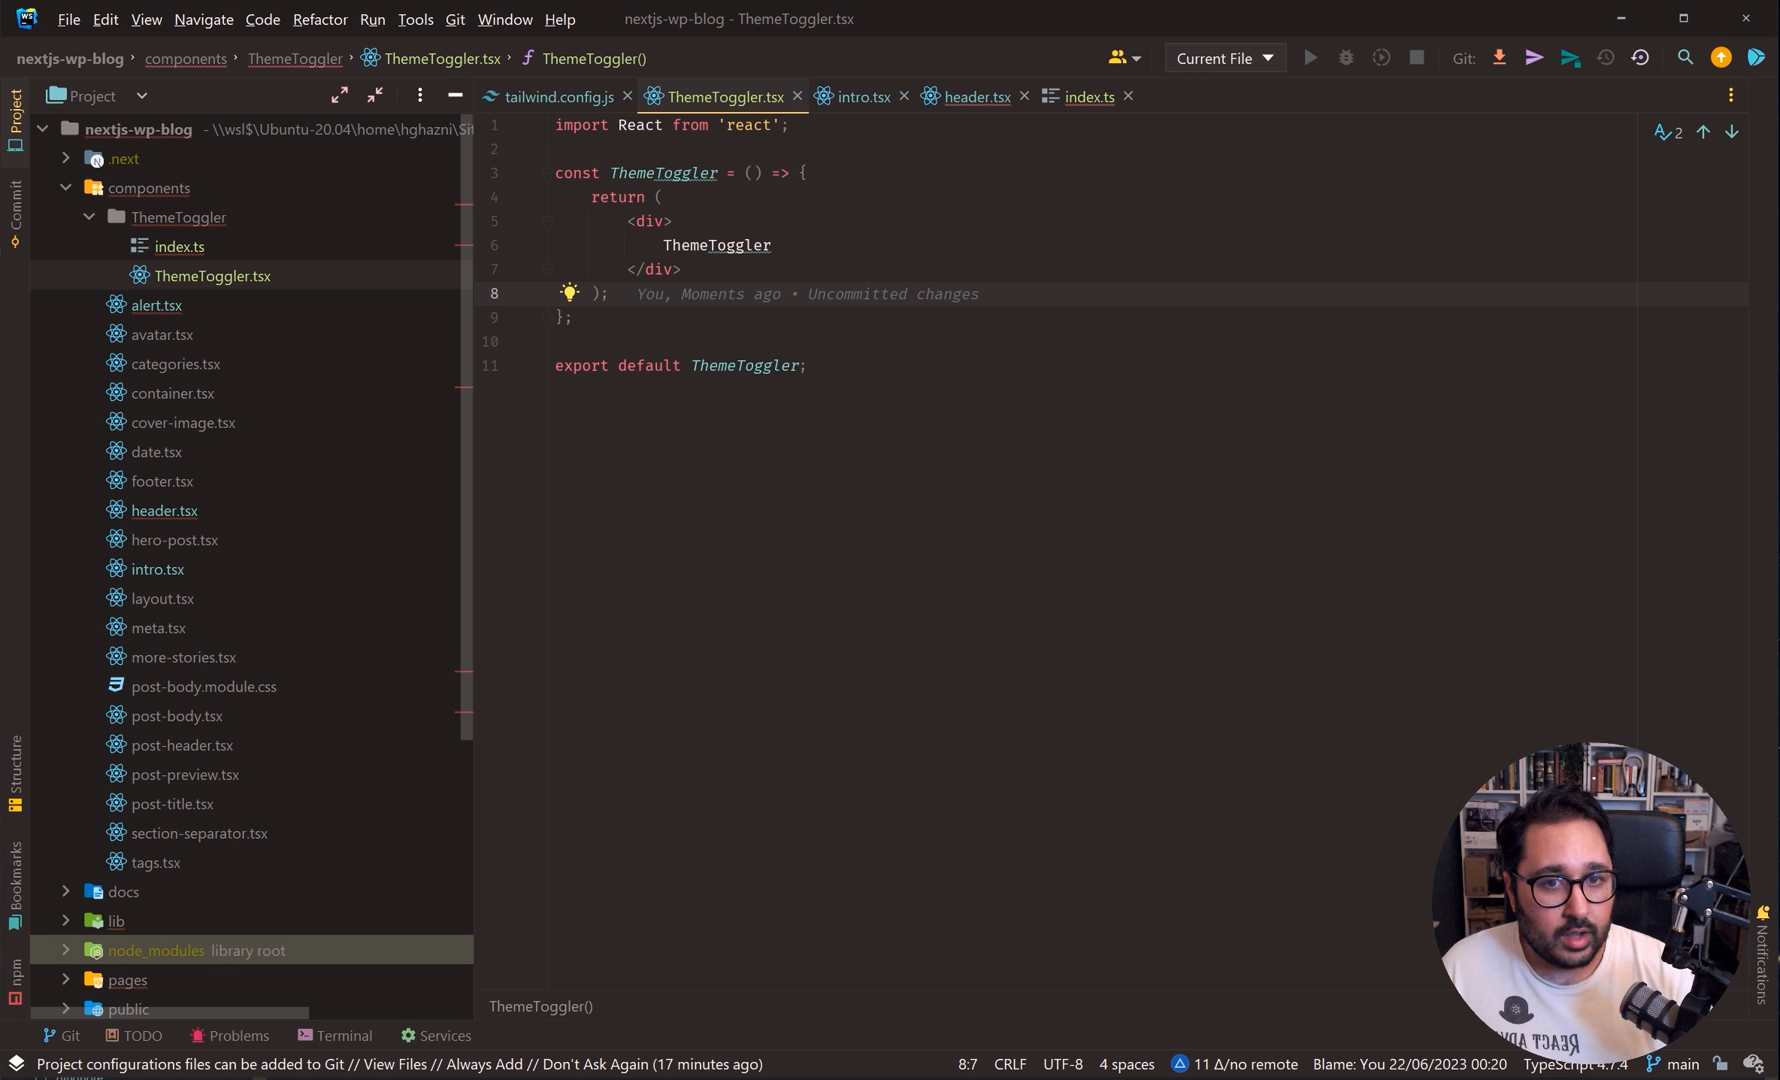 WS
File Edit View Navigate Code Refactor Run Tools Git Window Help
nextjs-wp-blog - ThemeToggler.tsx
nextjs-wp-blog › components › ThemeToggler › ThemeToggler.tsx › ThemeToggler()
Current File
Git:
Project
tailwind.config.js
ThemeToggler.tsx
intro.tsx
header.tsx
index.ts
Project
Commit
Structure
Bookmarks
npm
nextjs-wp-blog - \\wsl$\Ubuntu-20.04\home\hghazni\Sit
.next
components
ThemeToggler
index.ts
ThemeToggler.tsx
alert.tsx
avatar.tsx
categories.tsx
container.tsx
cover-image.tsx
date.tsx
footer.tsx
header.tsx
hero-post.tsx
intro.tsx
layout.tsx
meta.tsx
more-stories.tsx
post-body.module.css
post-body.tsx
post-header.tsx
post-preview.tsx
post-title.tsx
section-separator.tsx
tags.tsx
docs
lib
node_modules library root
pages
public
1 import React from 'react';
2
3 const ThemeToggler = () => {
4 return (
5 <div>
6 ThemeToggler
7 </div>
8 ); You, Moments ago • Uncommitted changes
9 };
10
11 export default ThemeToggler;
2
Notifications
ThemeToggler()
Git TODO Problems Terminal Services
Project configurations files can be added to Git // View Files // Always Add // Don't Ask Again (17 minutes ago)
8:7 CRLF UTF-8 4 spaces 11 Δ/no remote Blame: You 22/06/2023 00:20 TypeScript 4.7.4 main